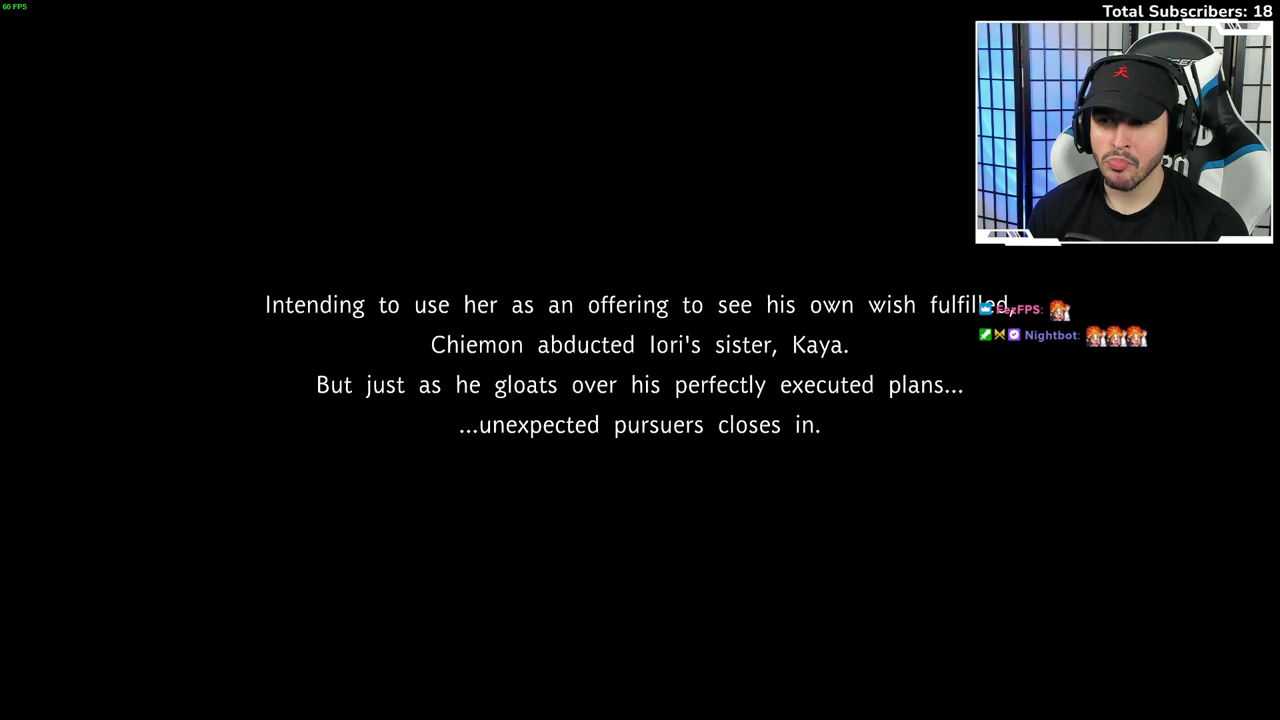 60 FPS
Total Subscribers: 18
Intending to use her as an offering to see his own wish fulfilled,
Chiemon abducted Iori's sister, Kaya.
But just as he gloats over his perfectly executed plans...
...unexpected pursuers closes in.
FezFPS:
Nightbot:
天